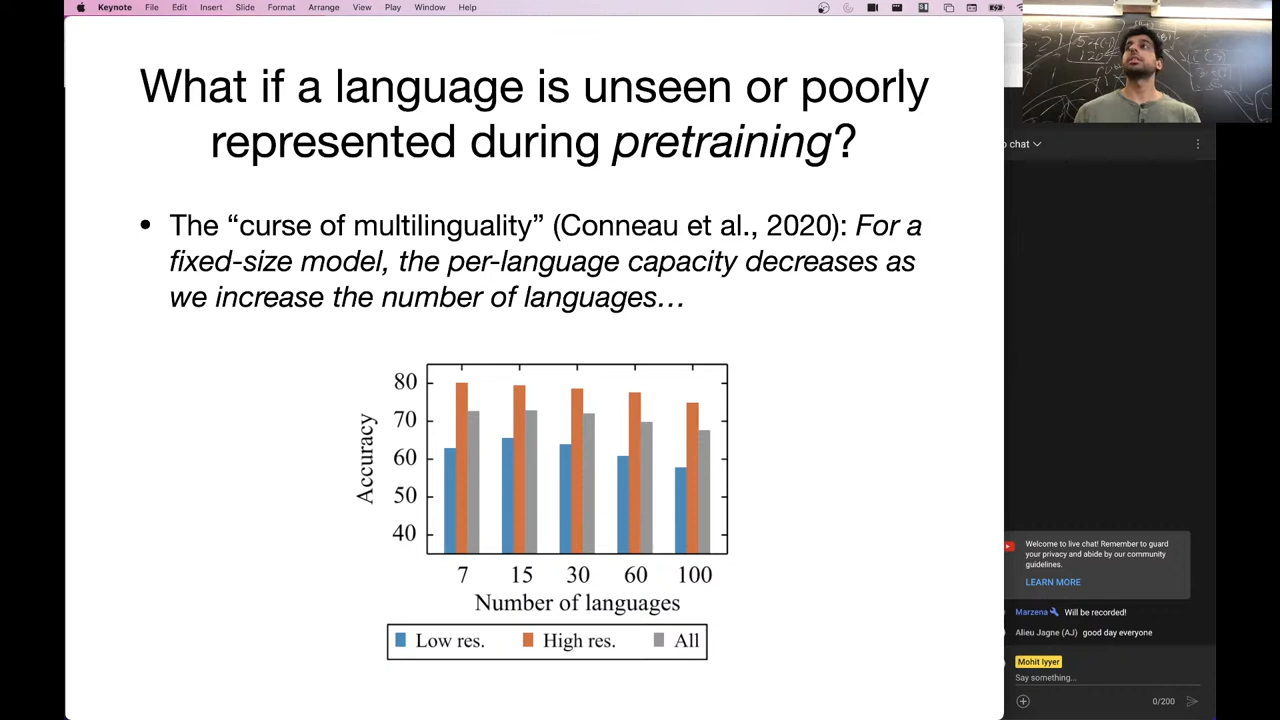 Keynote File Edit Insert Slide Format Arrange View Play Window Help
What if a language is unseen or poorly
represented during pretraining?
• The “curse of multilinguality” (Conneau et al., 2020): For a
fixed-size model, the per-language capacity decreases as
we increase the number of languages…
Accuracy
80
70
60
50
40
7 15 30 60 100
Number of languages
Low res. High res. All
chat
Welcome to live chat! Remember to guard
your privacy and abide by our community
guidelines.
LEARN MORE
Marzena Will be recorded!
Alieu Jagne (AJ) good day everyone
Mohit Iyyer
Say something...
0/200